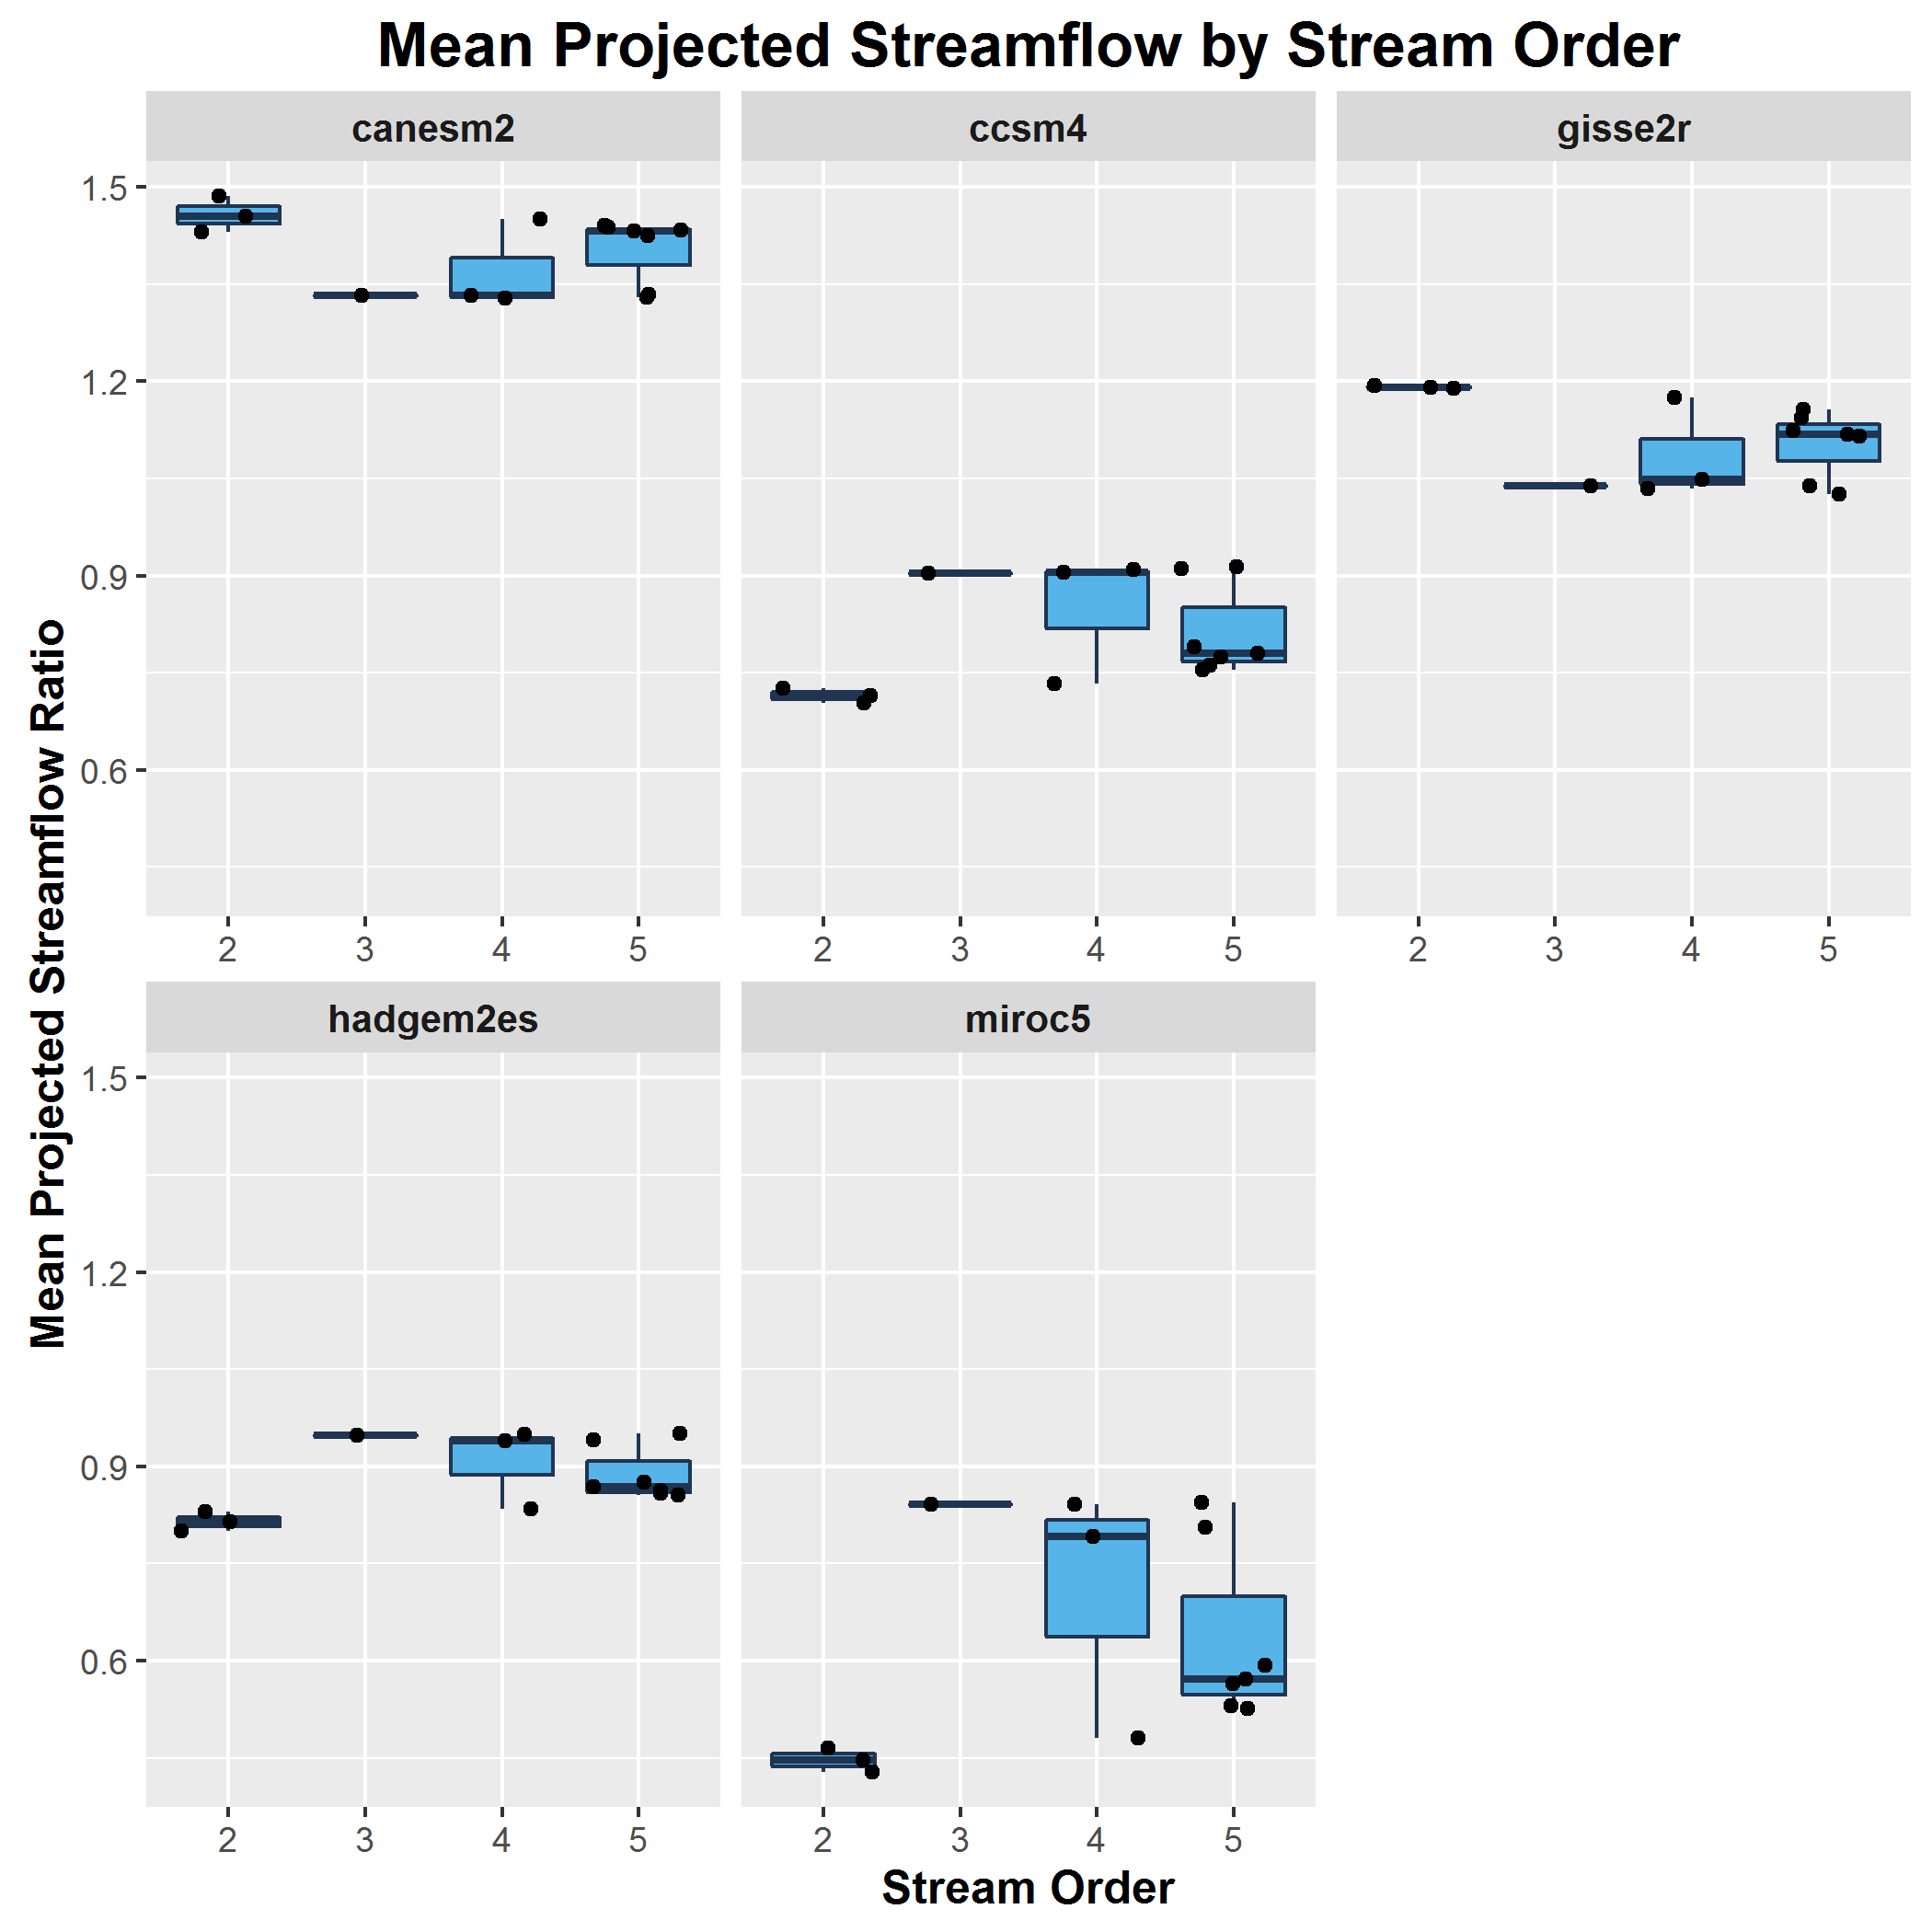 Mean Projected Streamflow by Stream Order
canesm2 ccsm4 gisse2r
1.5
1.2
0.9
0.6
2 3 4 5 2 3 4 5 2 3 4 5
Mean Projected Streamflow Ratio
hadgem2es miroc5
1.5
1.2
0.9
0.6
2 3 4 5 2 3 4 5
Stream Order